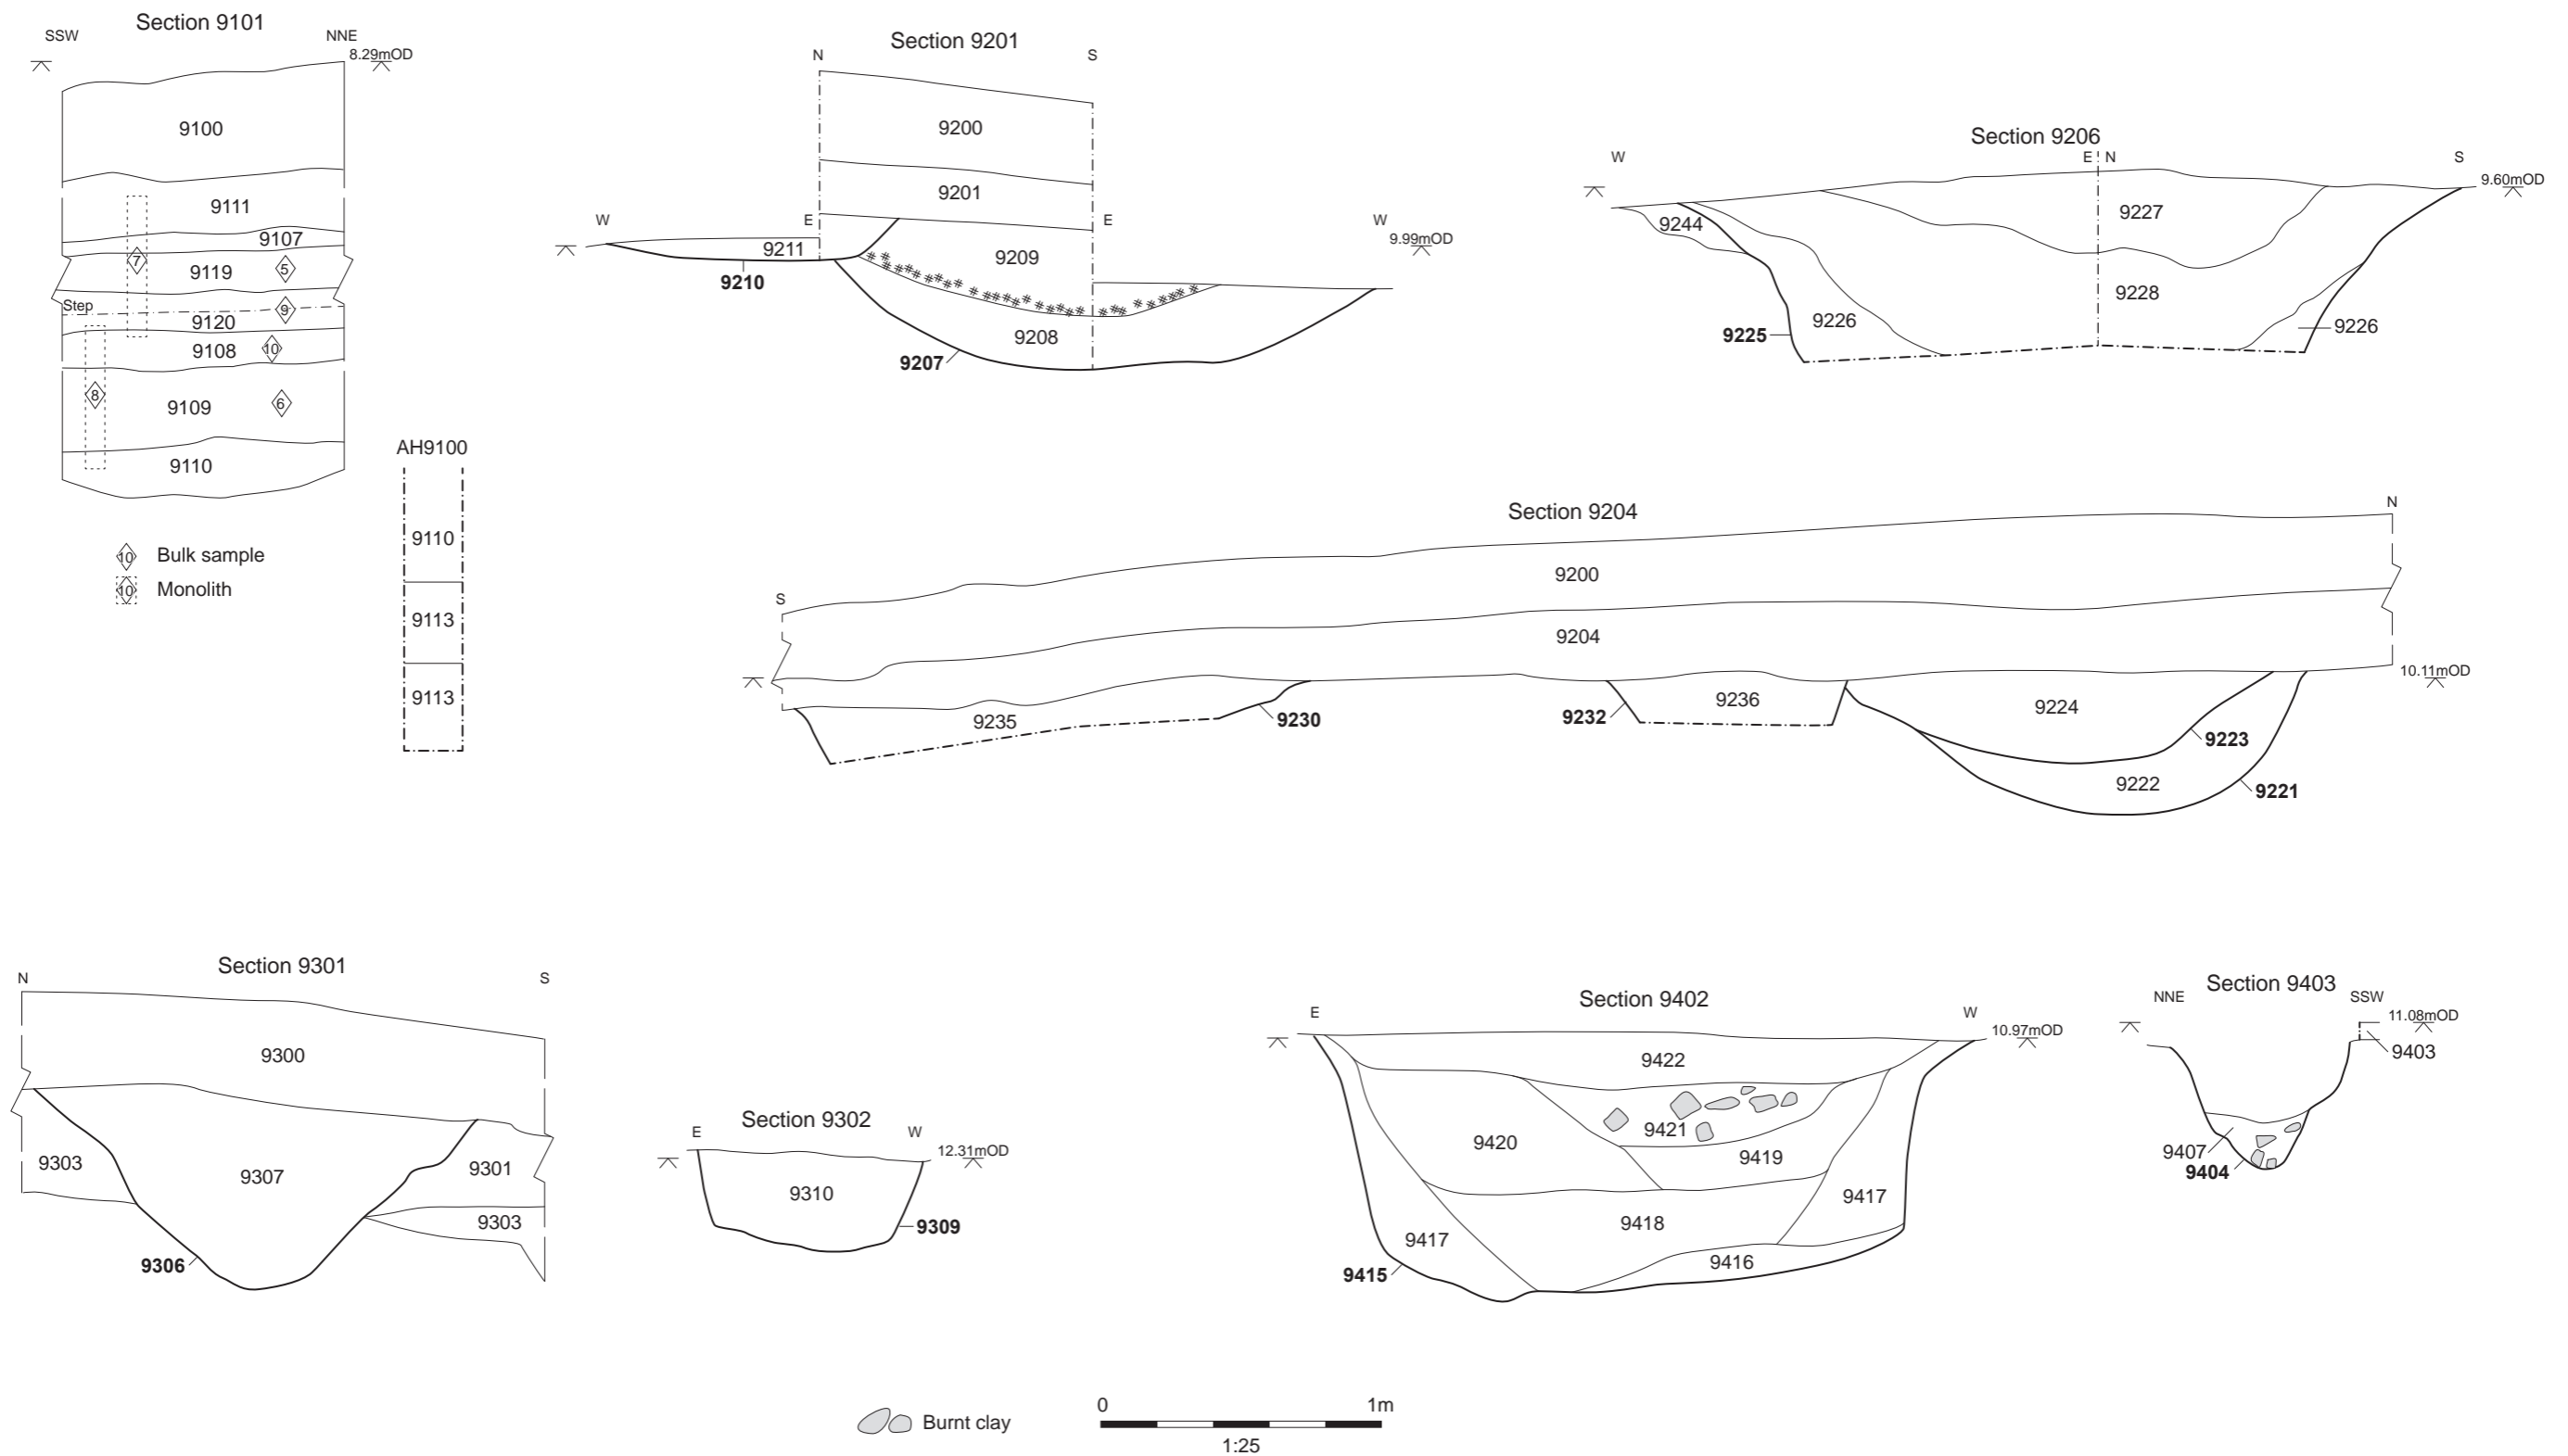 Section 9101
SSW NNE
8.29mOD
9100
9111
9107
7
9119 5
Step
9
9120
9108 10
8
9109 6
9110
10 Bulk sample
10 Monolith
AH9100
9110
9113
9113
Section 9201
N S
9200
9201
W E E W
9.99mOD
9211
9210
9209
9208
9207
Section 9206
W E N S
9.60mOD
9244
9227
9228
9226
9225
9226
Section 9204
N
S
9200
9204
10.11mOD
9235
9230
9232
9236
9224
9223
9222
9221
Section 9301
N S
9300
9303
9307
9301
9303
9306
Section 9302
E W
12.31mOD
9310
9309
Section 9402
E W
10.97mOD
9422
9421
9420
9419
9417
9418
9417
9416
9415
Section 9403
NNE SSW
11.08mOD
9403
9407
9404
Burnt clay
0 1m
1:25